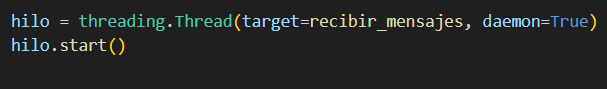 hilo = threading.Thread(target=recibir_mensajes, daemon=True)
hilo.start()